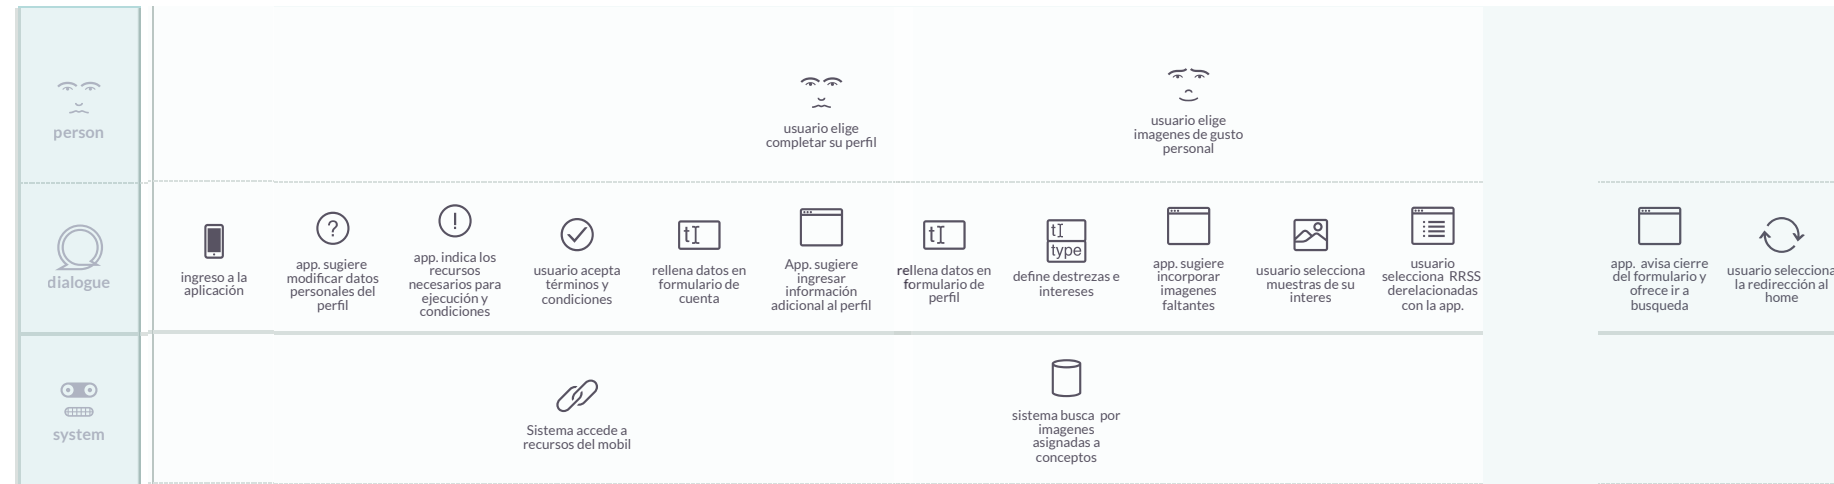 person
usuario elige
completar su perfil
usuario elige
imagenes de gusto
personal
dialogue
ingreso a la
aplicación
?
app. sugiere
modificar datos
personales del
perfil
!
app. indica los
recursos
necesarios para
ejecución y
condiciones
usuario acepta
términos y
condiciones
t
rellena datos en
formulario de
cuenta
App. sugiere
ingresar
información
adicional al perfil
t
rellena datos en
formulario de
perfil
t
type
define destrezas e
intereses
app. sugiere
incorporar
imagenes
faltantes
usuario selecciona
muestras de su
interes
usuario
selecciona RRSS
derelacionadas
con la app.
app. avisa cierre
del formulario y
ofrece ir a
busqueda
usuario selecciona
la redirección al
home
system
Sistema accede a
recursos del mobil
sistema busca por
imagenes
asignadas a
conceptos